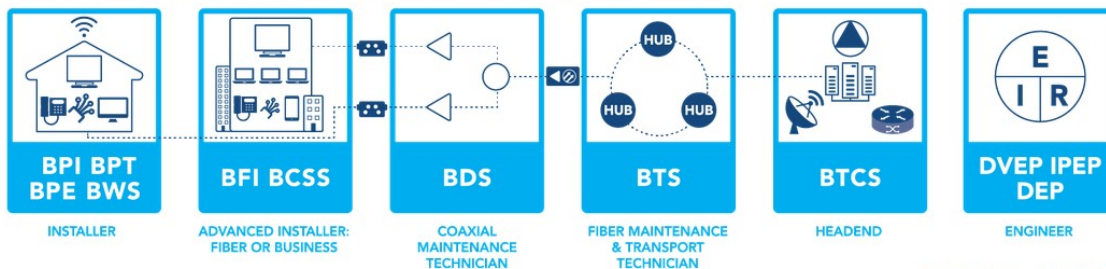 HUB
HUB
HUB
E
I R
BPI BPT
BPE BWS
BFI BCSS
BDS
BTS
BTCS
DVEP IPEP
DEP
INSTALLER
ADVANCED INSTALLER:
FIBER OR BUSINESS
COAXIAL
MAINTENANCE
TECHNICIAN
FIBER MAINTENANCE
& TRANSPORT
TECHNICIAN
HEADEND
ENGINEER